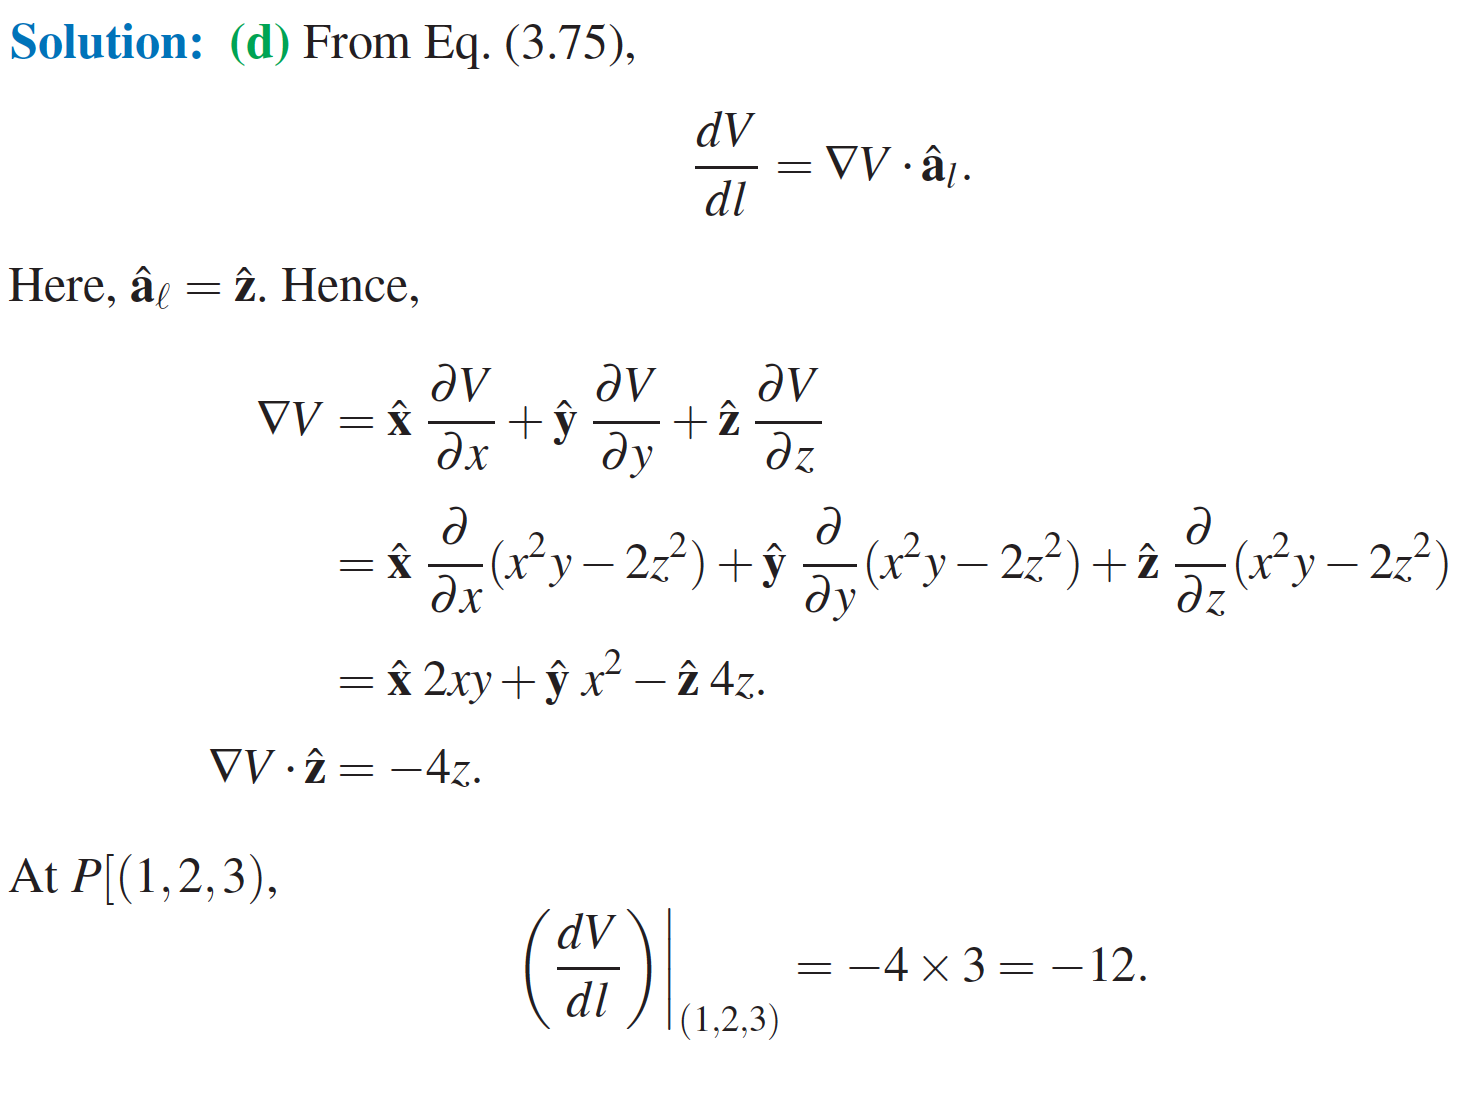 Solution: (d) From Eq. (3.75),
dV/dl = ∇V · â_l.
Here, â_ℓ = ẑ. Hence,
∇V = x̂ ∂V/∂x + ŷ ∂V/∂y + ẑ ∂V/∂z
= x̂ ∂/∂x (x²y − 2z²) + ŷ ∂/∂y (x²y − 2z²) + ẑ ∂/∂z (x²y − 2z²)
= x̂ 2xy + ŷ x² − ẑ 4z.
∇V · ẑ = −4z.
At P[(1,2,3),
(dV/dl)|_(1,2,3) = −4 × 3 = −12.